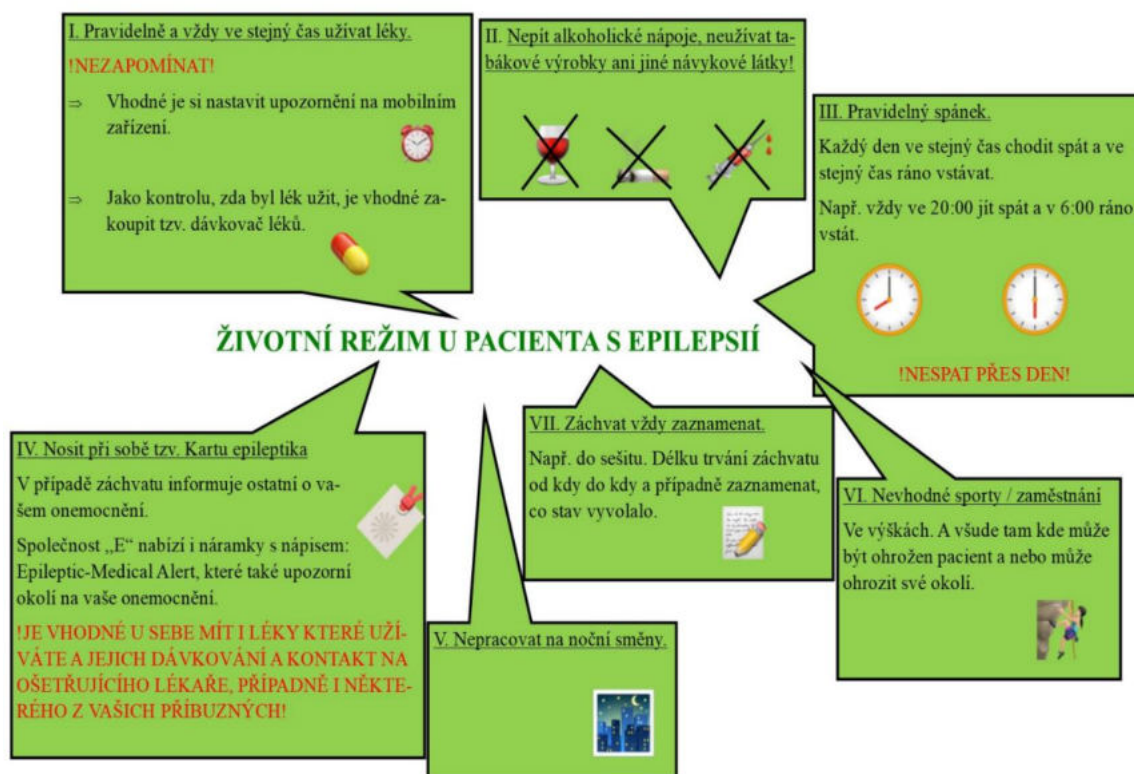 I. Pravidelně a vždy ve stejný čas užívat léky.
!NEZAPOMÍNAT!
⇒ Vhodné je si nastavit upozornění na mobilním
zařízení.
⇒ Jako kontrolu, zda byl lék užit, je vhodné za-
koupit tzv. dávkovač léků.
II. Nepít alkoholické nápoje, neužívat ta-
bákové výrobky ani jiné návykové látky!
III. Pravidelný spánek.
Každý den ve stejný čas chodit spát a ve
stejný čas ráno vstávat.
Např. vždy ve 20:00 jít spát a v 6:00 ráno
vstát.
!NESPAT PŘES DEN!
ŽIVOTNÍ REŽIM U PACIENTA S EPILEPSIÍ
IV. Nosit při sobě tzv. Kartu epileptika
V případě záchvatu informuje ostatní o va-
šem onemocnění.
Společnost „E“ nabízí i náramky s nápisem:
Epileptic-Medical Alert, které také upozorní
okolí na vaše onemocnění.
!JE VHODNÉ U SEBE MÍT I LÉKY KTERÉ UŽÍ-
VÁTE A JEJICH DÁVKOVÁNÍ A KONTAKT NA
OŠETŘUJÍCÍHO LÉKAŘE, PŘÍPADNĚ I NĚKTE-
RÉHO Z VAŠICH PŘÍBUZNÝCH!
V. Nepracovat na noční směny.
VII. Záchvat vždy zaznamenat.
Např. do sešitu. Délku trvání záchvatu
od kdy do kdy a případně zaznamenat,
co stav vyvolalo.
VI. Nevhodné sporty / zaměstnání
Ve výškách. A všude tam kde může
být ohrožen pacient a nebo může
ohrozit své okolí.